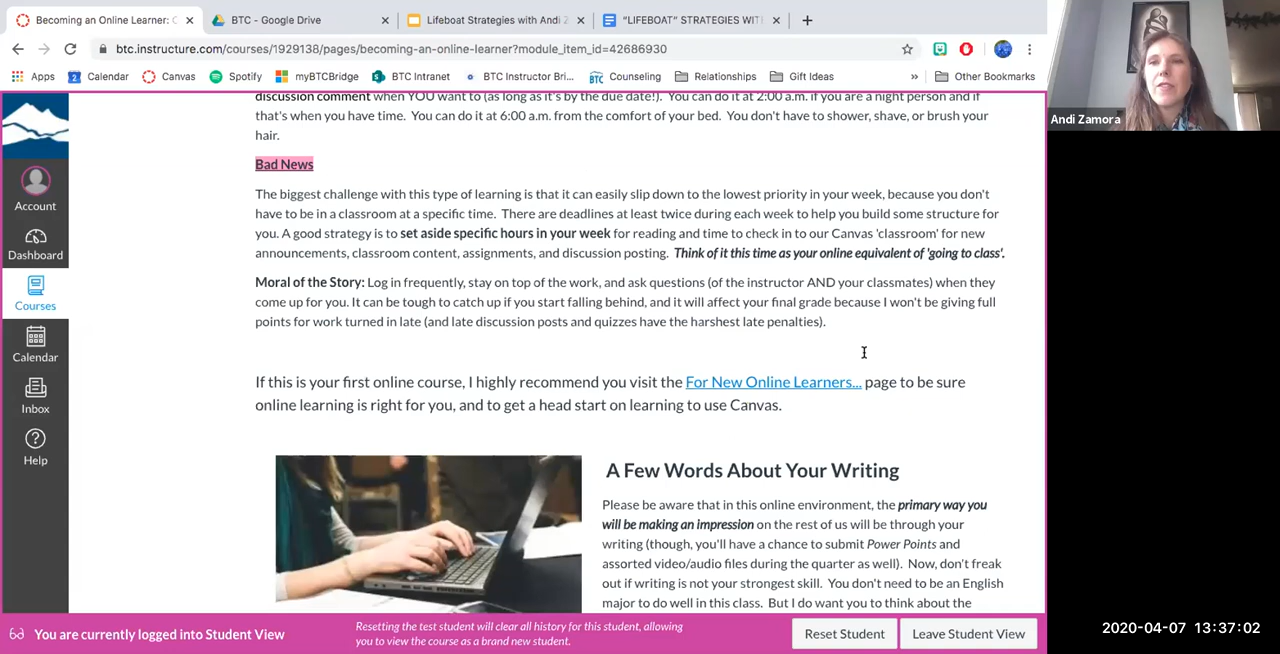 Becoming an Online Learner: C
BTC - Google Drive
Lifeboat Strategies with Andi Z
"LIFEBOAT" STRATEGIES WIT
btc.instructure.com/courses/1929138/pages/becoming-an-online-learner?module_item_id=42686930
Apps
Calendar
Canvas
Spotify
myBTCBridge
BTC Intranet
BTC Instructor Bri...
BTC
Counseling
Relationships
Gift Ideas
»
Other Bookmarks
Andi Zamora
Account
Dashboard
Courses
Calendar
Inbox
Help
discussion comment when YOU want to (as long as it's by the due date!). You can do it at 2:00 a.m. if you are a night person and if
that's when you have time. You can do it at 6:00 a.m. from the comfort of your bed. You don't have to shower, shave, or brush your
hair.
Bad News
The biggest challenge with this type of learning is that it can easily slip down to the lowest priority in your week, because you don't
have to be in a classroom at a specific time. There are deadlines at least twice during each week to help you build some structure for
you. A good strategy is to set aside specific hours in your week for reading and time to check in to our Canvas 'classroom' for new
announcements, classroom content, assignments, and discussion posting. Think of it this time as your online equivalent of 'going to class'.
Moral of the Story: Log in frequently, stay on top of the work, and ask questions (of the instructor AND your classmates) when they
come up for you. It can be tough to catch up if you start falling behind, and it will affect your final grade because I won't be giving full
points for work turned in late (and late discussion posts and quizzes have the harshest late penalties).
If this is your first online course, I highly recommend you visit the For New Online Learners... page to be sure
online learning is right for you, and to get a head start on learning to use Canvas.
A Few Words About Your Writing
Please be aware that in this online environment, the primary way you
will be making an impression on the rest of us will be through your
writing (though, you'll have a chance to submit Power Points and
assorted video/audio files during the quarter as well). Now, don't freak
out if writing is not your strongest skill. You don't need to be an English
major to do well in this class. But I do want you to think about the
You are currently logged into Student View
Resetting the test student will clear all history for this student, allowing
you to view the course as a brand new student.
Reset Student
Leave Student View
2020-04-07 13:37:02